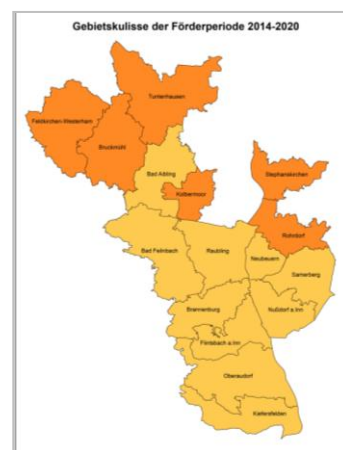 Gebietskulisse der Förderperiode 2014-2020
Tuntenhausen
Feldkirchen-Westerham
Bruckmühl
Bad Aibling
Stephanskirchen
Kolbermoor
Rohrdorf
Bad Feilnbach
Raubling
Neubeuern
Samerberg
Brannenburg
Nußdorf a.Inn
Flintsbach a.Inn
Oberaudorf
Kiefersfelden